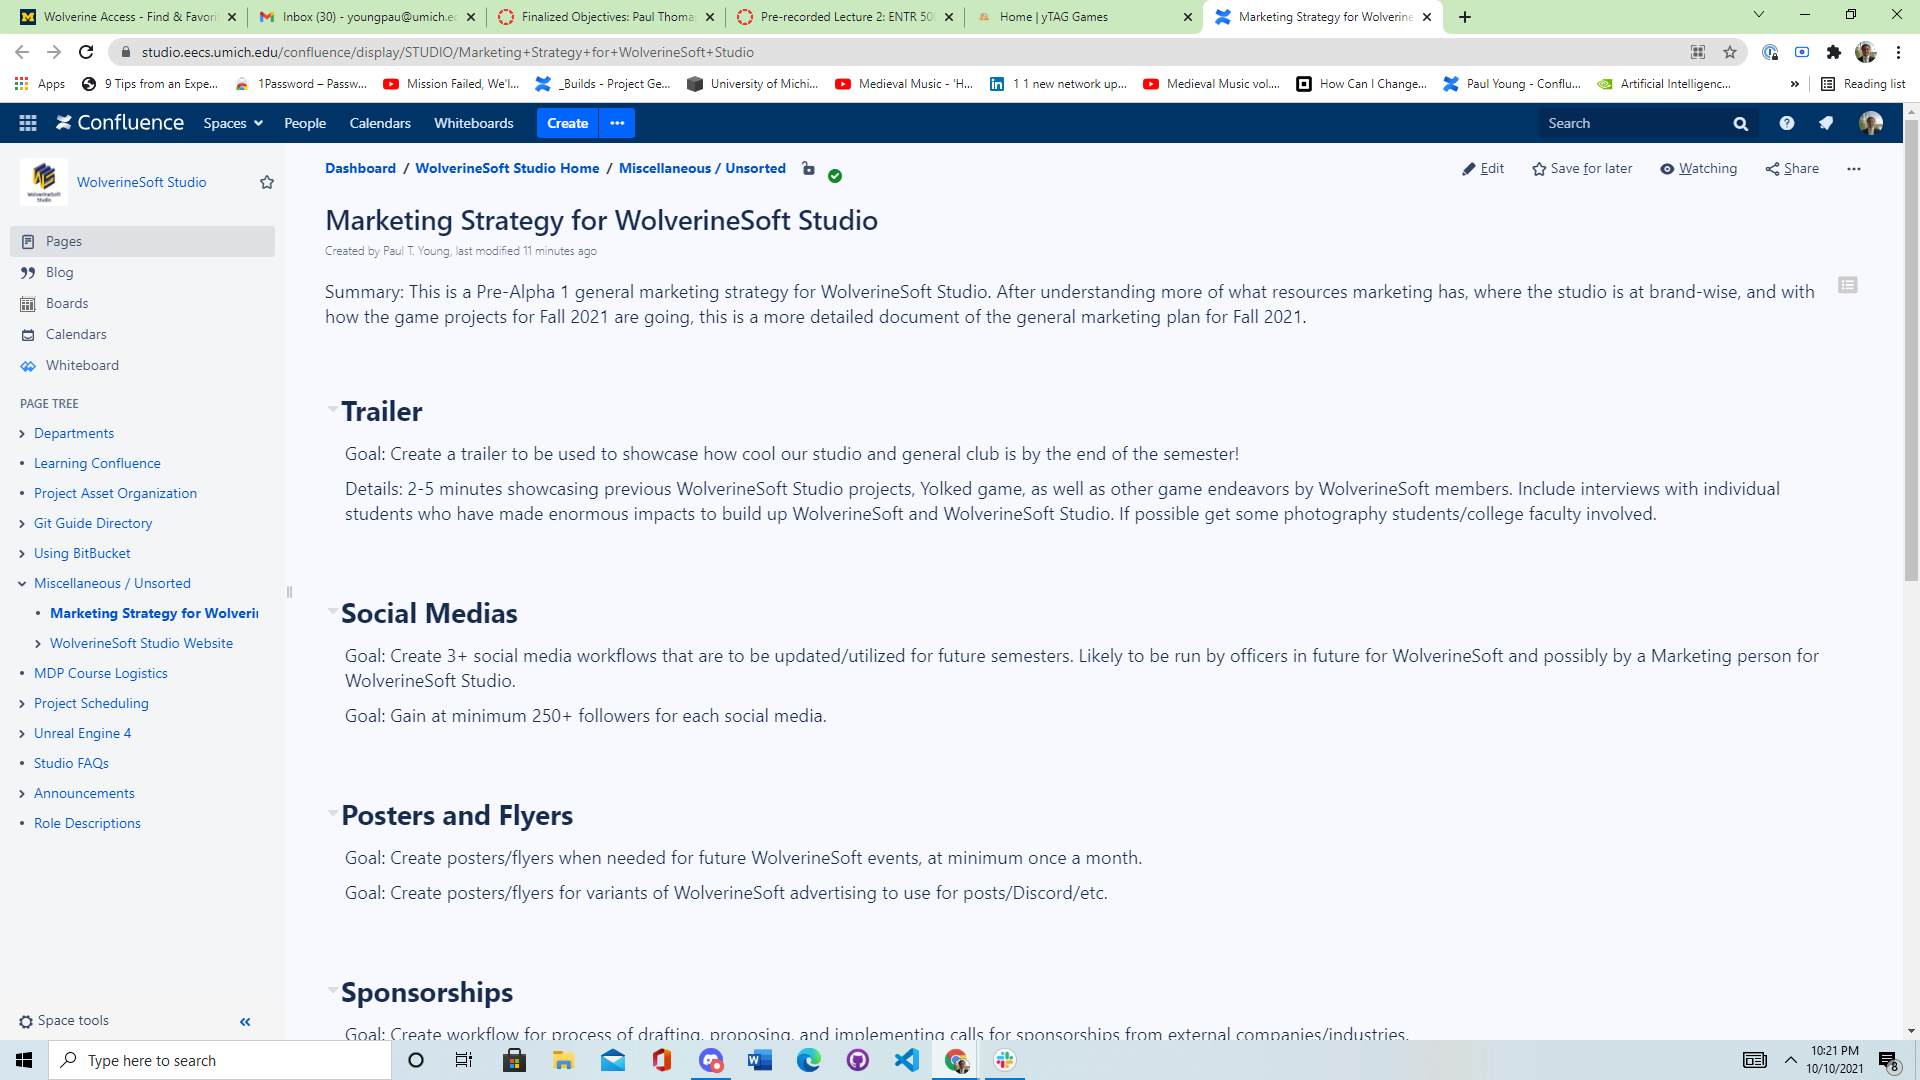 Wolverine Access - Find & Favori
Inbox (30) - youngpau@umich.ed
Finalized Objectives: Paul Thomas
Pre-recorded Lecture 2: ENTR 500
Home | yTAG Games
Marketing Strategy for Wolverine
studio.eecs.umich.edu/confluence/display/STUDIO/Marketing+Strategy+for+WolverineSoft+Studio
Apps
9 Tips from an Expe...
1Password – Passw...
Mission Failed, We'l...
_Builds - Project Ge...
University of Michi...
Medieval Music - 'H...
1 1 new network up...
Medieval Music vol....
How Can I Change...
Paul Young - Conflu...
Artificial Intelligenc...
»
Reading list
Confluence
Spaces
People
Calendars
Whiteboards
Create
Search
WolverineSoft Studio
Pages
Blog
Boards
Calendars
Whiteboard
PAGE TREE
Departments
Learning Confluence
Project Asset Organization
Git Guide Directory
Using BitBucket
Miscellaneous / Unsorted
Marketing Strategy for Wolveri
WolverineSoft Studio Website
MDP Course Logistics
Project Scheduling
Unreal Engine 4
Studio FAQs
Announcements
Role Descriptions
Space tools
Dashboard / WolverineSoft Studio Home / Miscellaneous / Unsorted
Edit
Save for later
Watching
Share
Marketing Strategy for WolverineSoft Studio
Created by Paul T. Young, last modified 11 minutes ago
Summary: This is a Pre-Alpha 1 general marketing strategy for WolverineSoft Studio. After understanding more of what resources marketing has, where the studio is at brand-wise, and with
how the game projects for Fall 2021 are going, this is a more detailed document of the general marketing plan for Fall 2021.
Trailer
Goal: Create a trailer to be used to showcase how cool our studio and general club is by the end of the semester!
Details: 2-5 minutes showcasing previous WolverineSoft Studio projects, Yolked game, as well as other game endeavors by WolverineSoft members. Include interviews with individual
students who have made enormous impacts to build up WolverineSoft and WolverineSoft Studio. If possible get some photography students/college faculty involved.
Social Medias
Goal: Create 3+ social media workflows that are to be updated/utilized for future semesters. Likely to be run by officers in future for WolverineSoft and possibly by a Marketing person for
WolverineSoft Studio.
Goal: Gain at minimum 250+ followers for each social media.
Posters and Flyers
Goal: Create posters/flyers when needed for future WolverineSoft events, at minimum once a month.
Goal: Create posters/flyers for variants of WolverineSoft advertising to use for posts/Discord/etc.
Sponsorships
Goal: Create workflow for process of drafting, proposing, and implementing calls for sponsorships from external companies/industries.
Type here to search
10:21 PM
10/10/2021
8